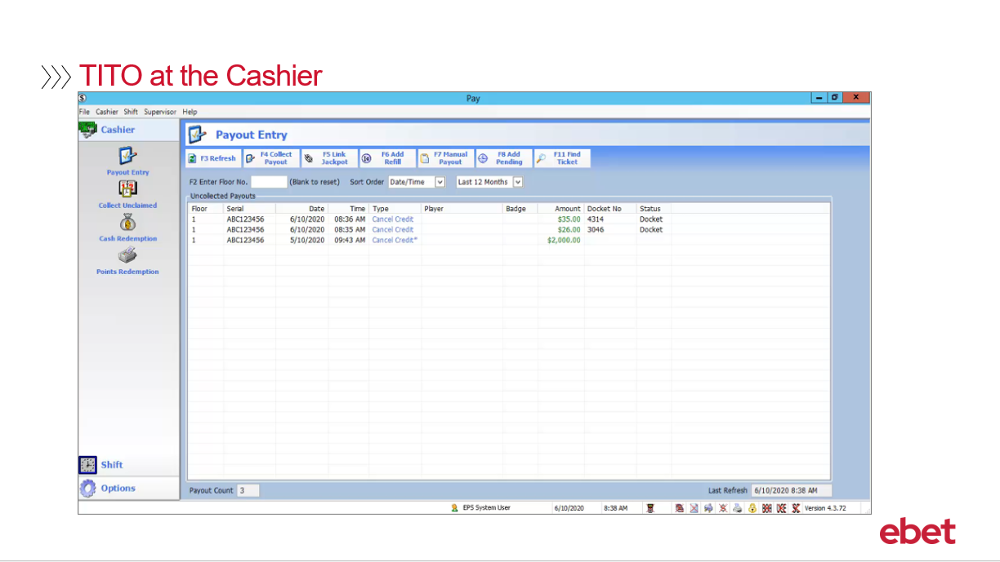 TITO at the Cashier
Pay
File Cashier Shift Supervisor Help
Cashier
Payout Entry
Collect Unclaimed
Cash Redemption
Points Redemption
Shift
Options
Payout Entry
F3 Refresh F4 Collect Payout F5 Link Jackpot F6 Add Refill F7 Manual Payout F8 Add Pending F11 Find Ticket
F2 Enter Floor No. (Blank to reset) Sort Order Date/Time Last 12 Months
Uncollected Payouts
Floor Serial Date Time Type Player Badge Amount Docket No Status
1 ABC123456 6/10/2020 08:36 AM Cancel Credit $35.00 4314 Docket
1 ABC123456 6/10/2020 08:35 AM Cancel Credit $26.00 3046 Docket
1 ABC123456 5/10/2020 09:43 AM Cancel Credit* $2,000.00
Payout Count 3 Last Refresh 6/10/2020 8:38 AM
EPS System User 6/10/2020 8:38 AM Version 4.3.72
ebet